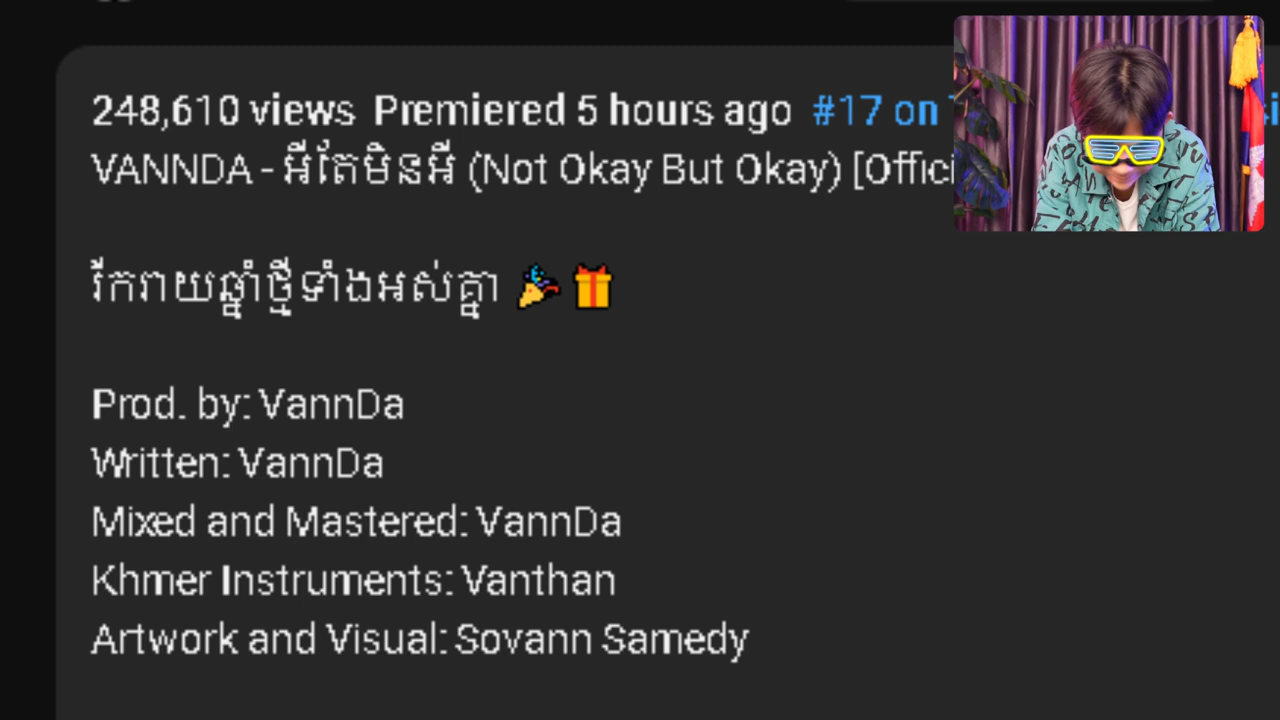 248,610 views Premiered 5 hours ago #17 on
VANNDA - អីតែមិនអី (Not Okay But Okay) [Offici
រីករាយឆ្នាំថ្មីទាំងអស់គ្នា 🎉🎁
Prod. by: VannDa
Written: VannDa
Mixed and Mastered: VannDa
Khmer Instruments: Vanthan
Artwork and Visual: Sovann Samedy